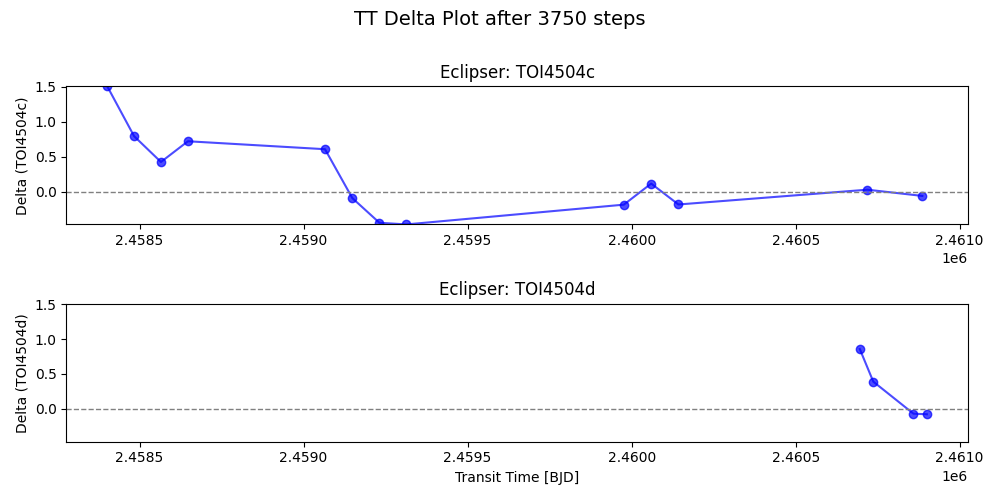 TT Delta Plot after 3750 steps
Eclipser: TOI4504c
Delta (TOI4504c)
1.5
1.0
0.5
0.0
2.4585 2.4590 2.4595 2.4600 2.4605 2.4610
1e6
Eclipser: TOI4504d
Delta (TOI4504d)
1.5
1.0
0.5
0.0
2.4585 2.4590 2.4595 2.4600 2.4605 2.4610
1e6
Transit Time [BJD]